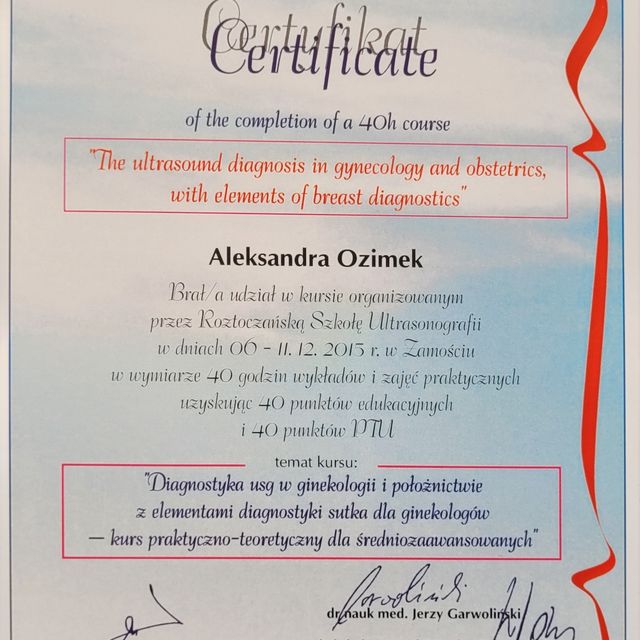 Certyfikat
Certificate
of the completion of a 40h course
"The ultrasound diagnosis in gynecology and obstetrics,
with elements of breast diagnostics"
Aleksandra Ozimek
Brał/a udział w kursie organizowanym
przez Roztoczańską Szkołę Ultrasonografii
w dniach 06 – 11. 12. 2015 r. w Zamościu
w wymiarze 40 godzin wykładów i zajęć praktycznych
uzyskując 40 punktów edukacyjnych
i 40 punktów PTU
temat kursu:
"Diagnostyka usg w ginekologii i położnictwie
z elementami diagnostyki sutka dla ginekologów
— kurs praktyczno-teoretyczny dla średniozaawansowanych"
dr nauk med. Jerzy Garwoliński